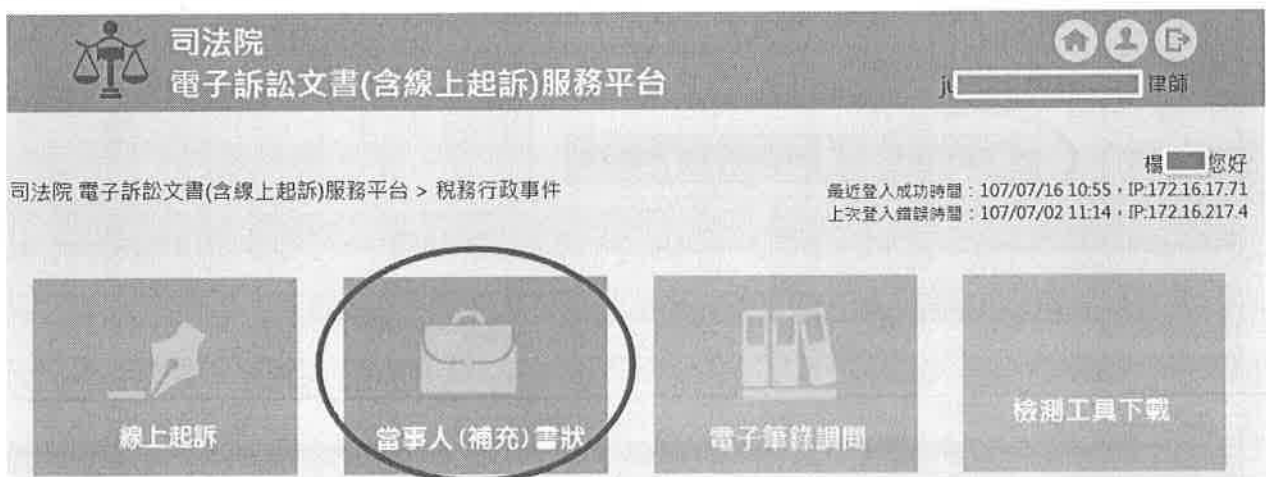 司法院
電子訴訟文書(含線上起訴)服務平台
律師
楊 您好
司法院 電子訴訟文書(含線上起訴)服務平台 > 稅務行政事件
最近登入成功時間：107/07/16 10:55，IP:172.16.17.71
上次登入錯誤時間：107/07/02 11:14，IP:172.16.217.4
線上起訴
當事人(補充)書狀
電子筆錄調閱
檢測工具下載